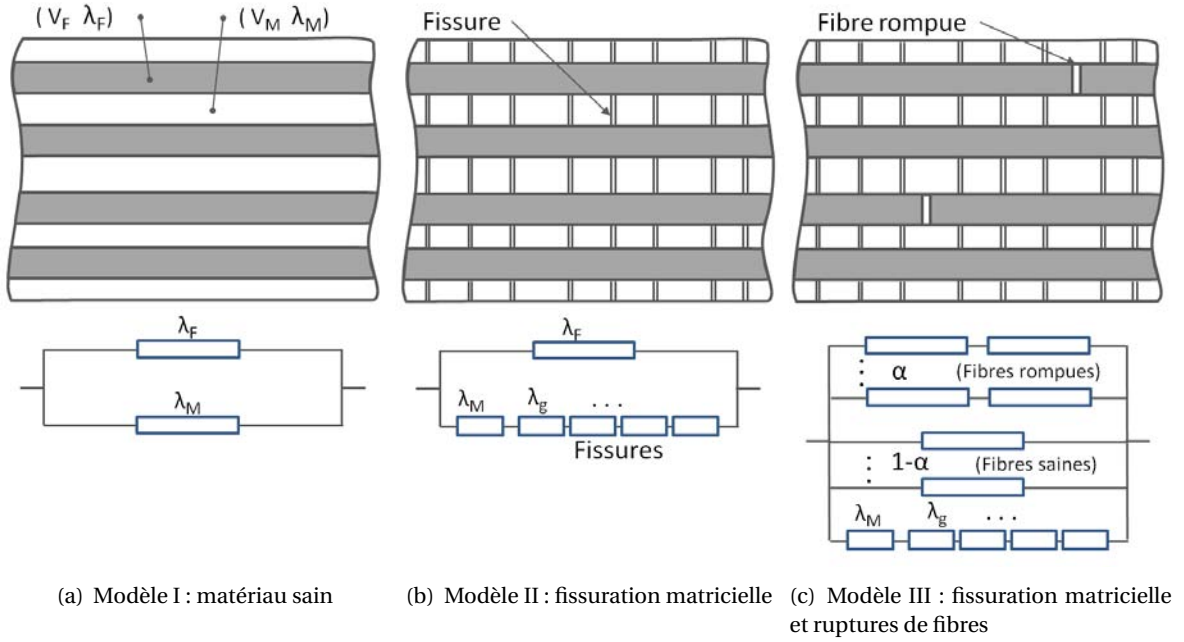 ( V_F λ_F)
( V_M λ_M)
Fissure
Fibre rompue
λ_F
λ_M
λ_F
λ_M λ_g ...
Fissures
α (Fibres rompues)
1-α (Fibres saines)
λ_M λ_g ...
(a) Modèle I : matériau sain
(b) Modèle II : fissuration matricielle
(c) Modèle III : fissuration matricielle
et ruptures de fibres